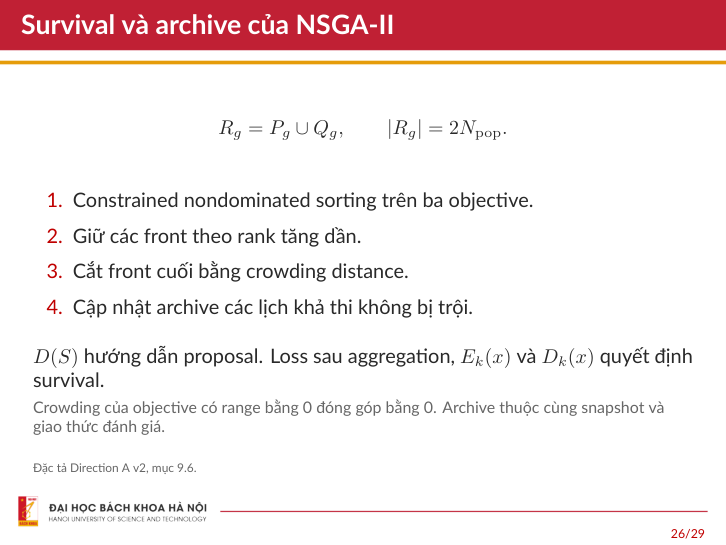 Survival và archive của NSGA-II
R_g = P_g ∪ Q_g, |R_g| = 2N_pop.
1. Constrained nondominated sorting trên ba objective.
2. Giữ các front theo rank tăng dần.
3. Cắt front cuối bằng crowding distance.
4. Cập nhật archive các lịch khả thi không bị trội.
D(S) hướng dẫn proposal. Loss sau aggregation, E_k(x) và D_k(x) quyết định
survival.
Crowding của objective có range bằng 0 đóng góp bằng 0. Archive thuộc cùng snapshot và
giao thức đánh giá.
Đặc tả Direction A v2, mục 9.6.
ĐẠI HỌC BÁCH KHOA HÀ NỘI
HANOI UNIVERSITY OF SCIENCE AND TECHNOLOGY
26/29